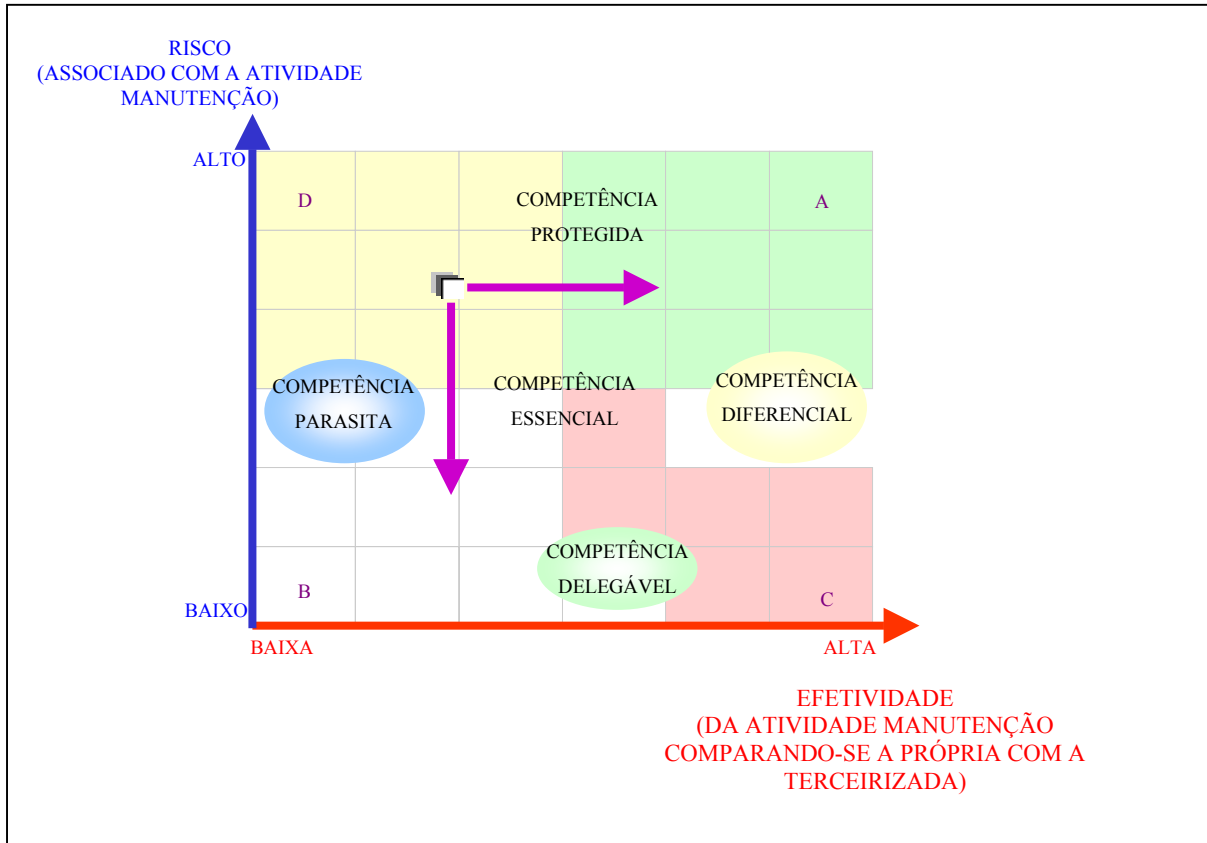 RISCO
(ASSOCIADO COM A ATIVIDADE
MANUTENÇÃO)
ALTO
D
COMPETÊNCIA
PROTEGIDA
A
COMPETÊNCIA
PARASITA
COMPETÊNCIA
ESSENCIAL
COMPETÊNCIA
DIFERENCIAL
COMPETÊNCIA
DELEGÁVEL
B
C
BAIXO
BAIXA
ALTA
EFETIVIDADE
(DA ATIVIDADE MANUTENÇÃO
COMPARANDO-SE A PRÓPRIA COM A
TERCEIRIZADA)